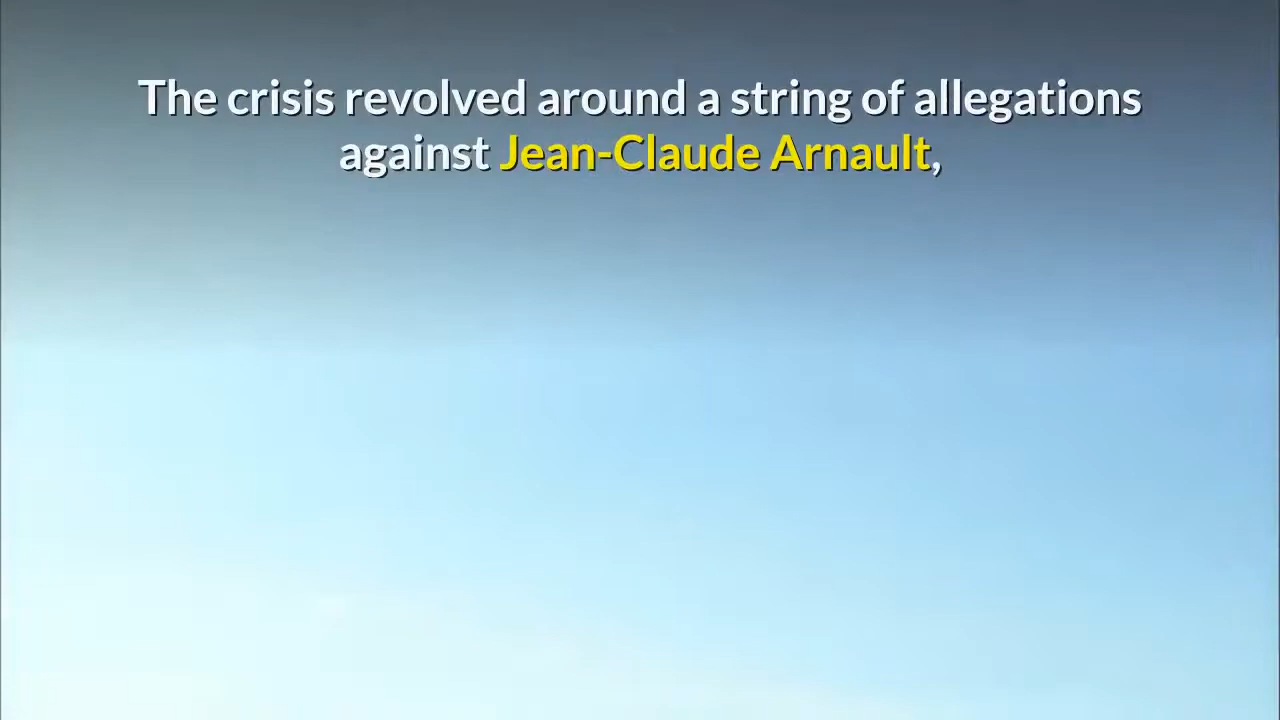 The crisis revolved around a string of allegations
against Jean-Claude Arnault,